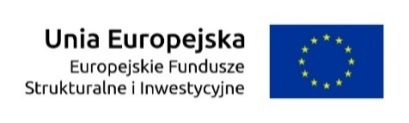 Unia Europejska
Europejskie Fundusze
Strukturalne i Inwestycyjne